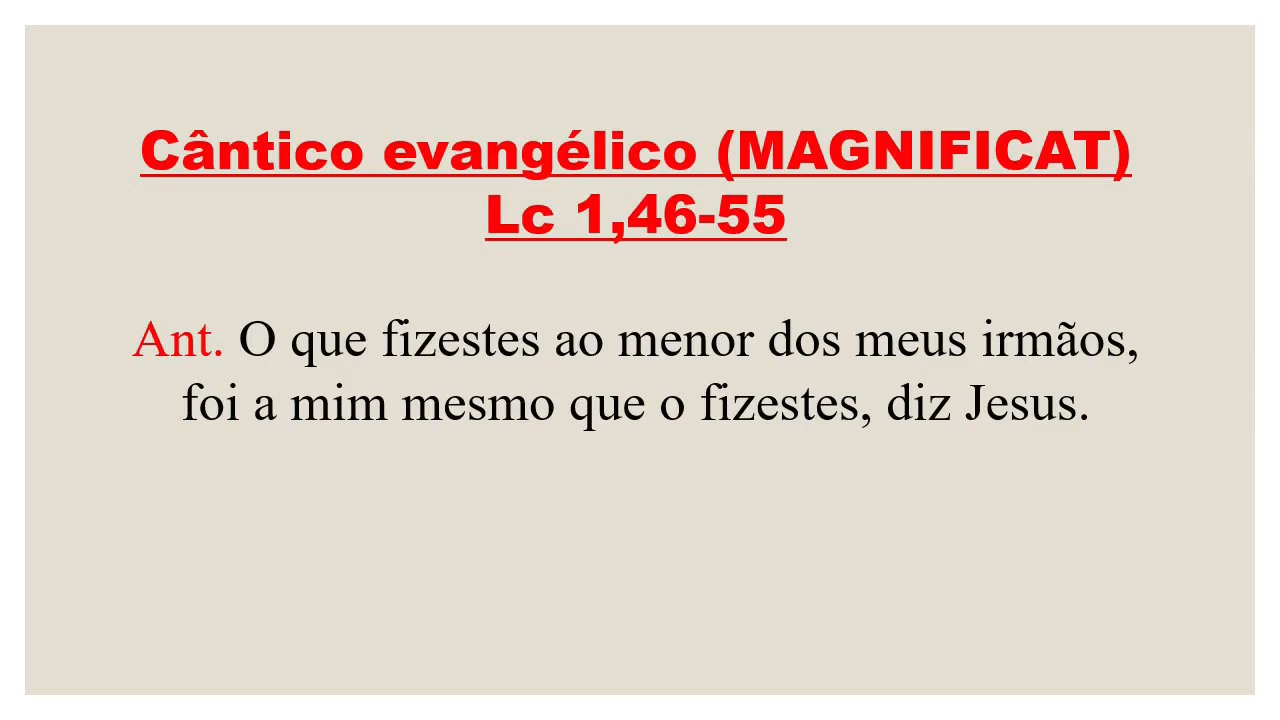 Cântico evangélico (MAGNIFICAT)
Lc 1,46-55
Ant. O que fizestes ao menor dos meus irmãos,
foi a mim mesmo que o fizestes, diz Jesus.